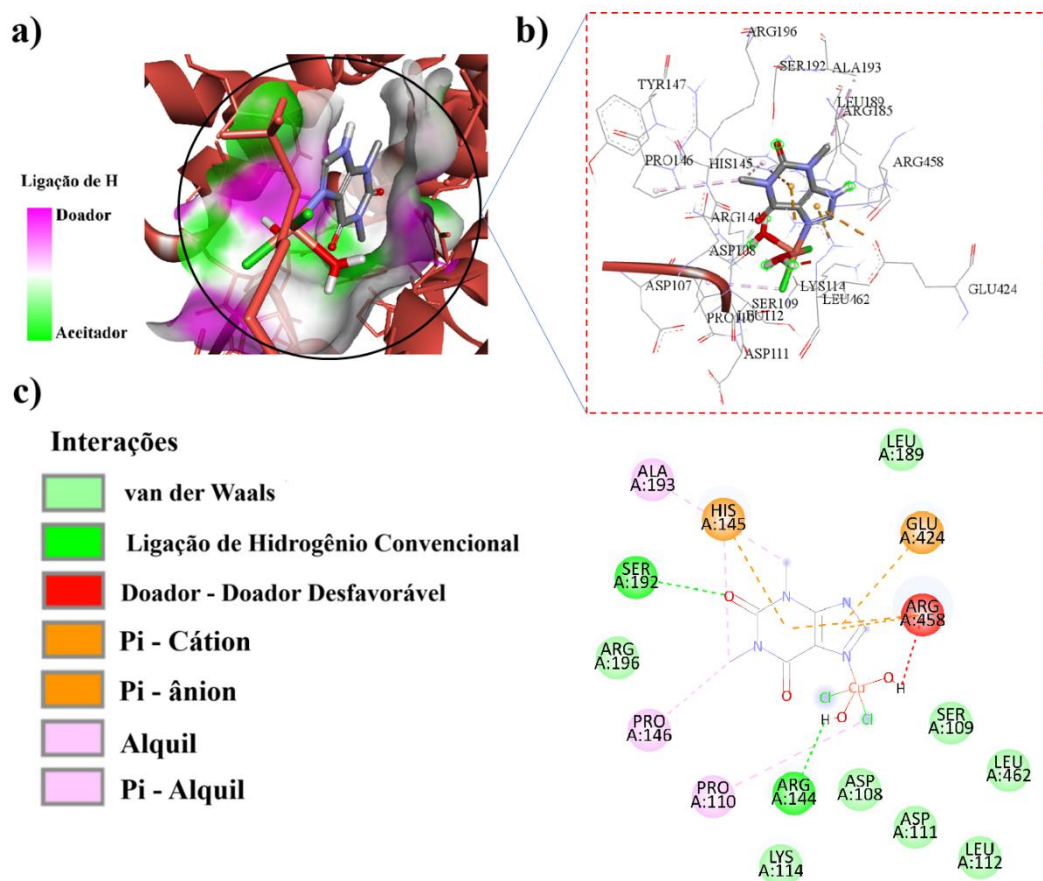 a)
Ligação de H
Doador
Aceitador
b)
ARG196
SER192
ALA193
TYR147
LEU189
ARG185
PRO146
HIS145
ARG458
ASP108
ASP107
LYS114
LEU462
GLU424
SER109
ASP111
c)
Interações
van der Waals
Ligação de Hidrogênio Convencional
Doador - Doador Desfavorável
Pi - Cátion
Pi - ânion
Alquil
Pi - Alquil
LEU
A:189
ALA
A:193
HIS
A:145
GLU
A:424
SER
A:192
O
N
N
ARG
A:458
ARG
A:196
N
N
O
Cu
O
H
Cl
H
O
Cl
PRO
A:146
SER
A:109
LEU
A:462
PRO
A:110
ARG
A:144
ASP
A:108
ASP
A:111
LEU
A:112
LYS
A:114